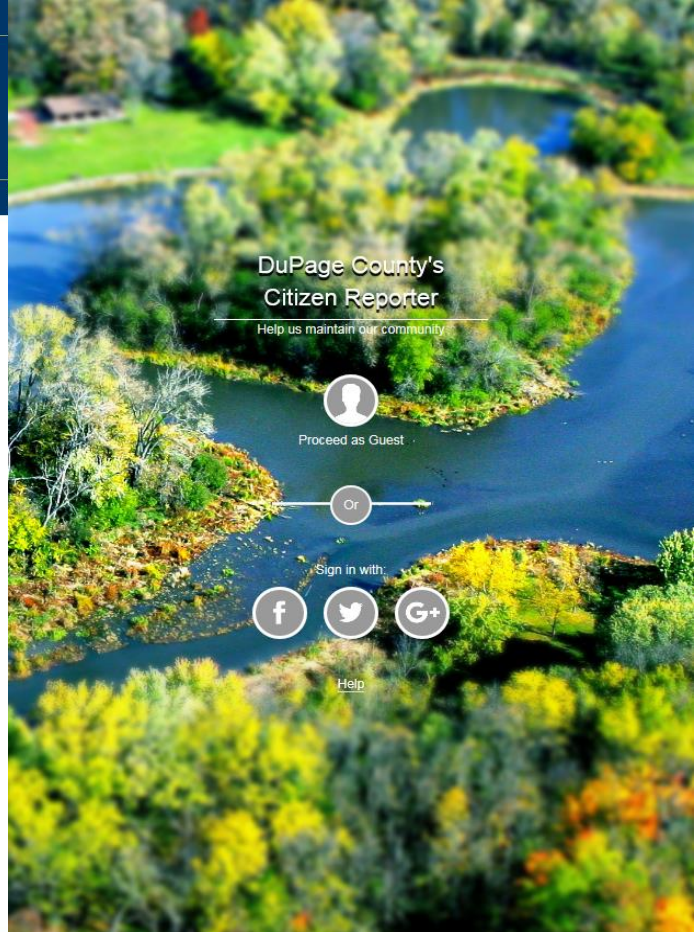 DuPage County's
Citizen Reporter
Help us maintain our community
Proceed as Guest
Or
Sign in with:
f
G+
Help